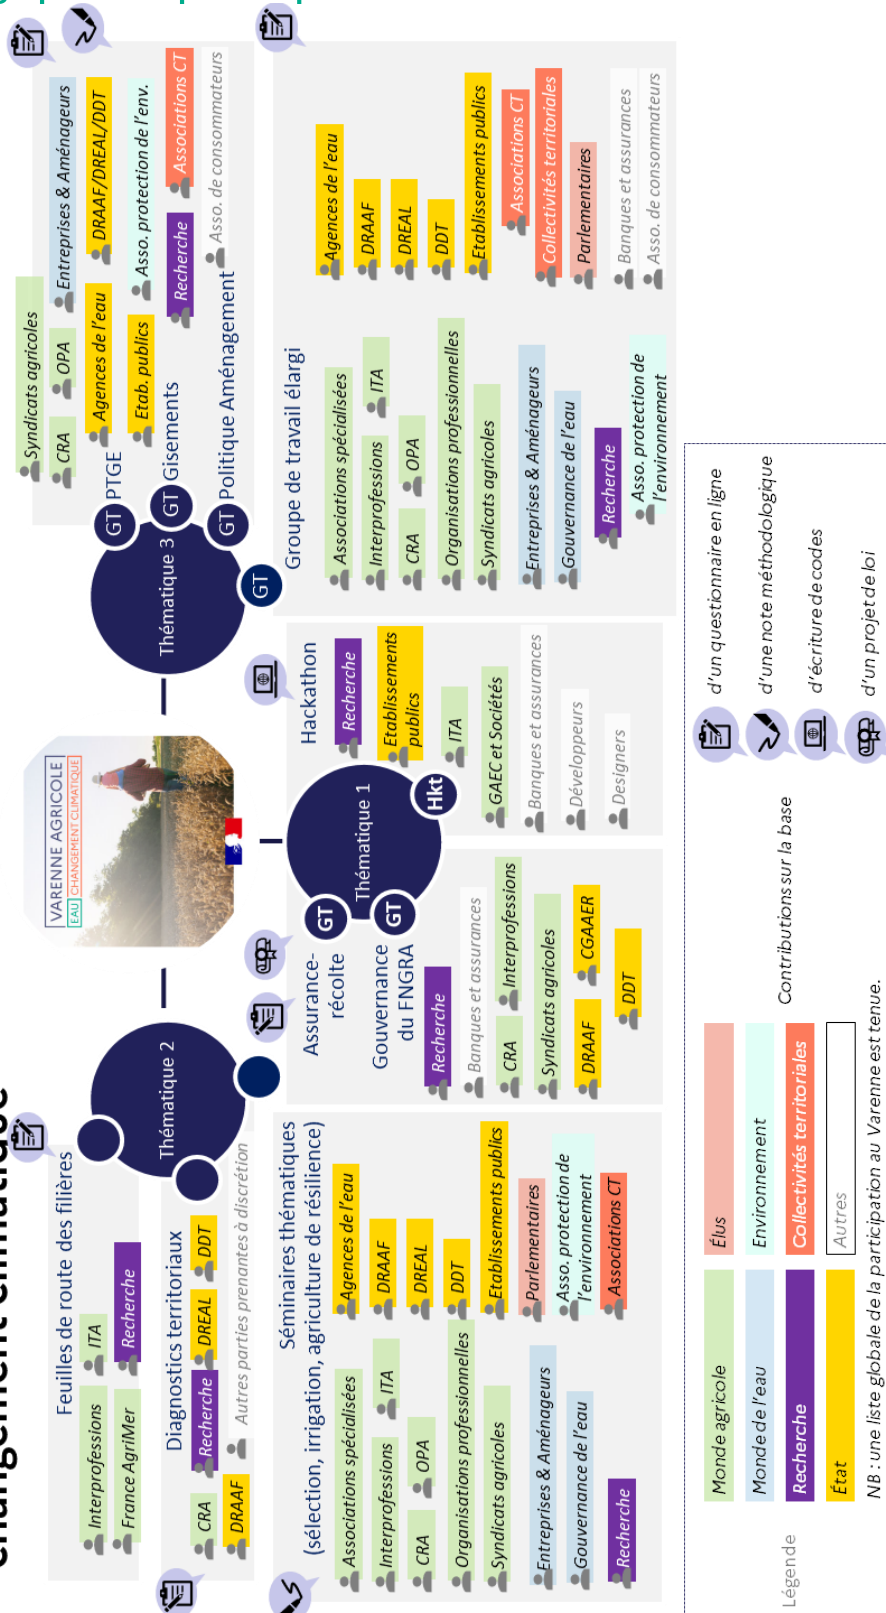 changement climatique
VARENNE AGRICOLE
EAU CHANGEMENT CLIMATIQUE
Thématique 2
Feuilles de route des filières
Interprofessions
ITA
France AgriMer
Recherche
Diagnostics territoriaux
CRA
Recherche
DREAL
DDT
DRAAF
Autres parties prenantes à discrétion
Séminaires thématiques
(sélection, irrigation, agriculture de résilience)
Associations spécialisées
Interprofessions
ITA
CRA
OPA
Organisations professionnelles
Syndicats agricoles
Entreprises & Aménageurs
Gouvernance de l'eau
Recherche
Agences de l'eau
DRAAF
DREAL
DDT
Etablissements publics
Parlementaires
Asso. protection de
l'environnement
Associations CT
Thématique 1
GT
GT
Hkt
Assurance-
récolte
Gouvernance
du FNGRA
Recherche
Banques et assurances
CRA
Interprofessions
Syndicats agricoles
DRAAF
CGAAER
DDT
Hackathon
Recherche
Etablissements
publics
ITA
GAEC et Sociétés
Banques et assurances
Développeurs
Designers
Thématique 3
GT PTGE
GT Gisements
GT Politique Aménagement
GT
Syndicats agricoles
CRA
OPA
Entreprises & Aménageurs
Agences de l'eau
DRAAF/DREAL/DDT
Etab. publics
Asso. protection de l'env.
Recherche
Associations CT
Asso. de consommateurs
Groupe de travail élargi
Associations spécialisées
Interprofessions
ITA
CRA
OPA
Organisations professionnelles
Syndicats agricoles
Entreprises & Aménageurs
Gouvernance de l'eau
Recherche
Asso. protection de
l'environnement
Agences de l'eau
DRAAF
DREAL
DDT
Etablissements publics
Associations CT
Collectivités territoriales
Parlementaires
Banques et assurances
Asso. de consommateurs
Légende
Monde agricole
Monde de l'eau
Recherche
État
Élus
Environnement
Collectivités territoriales
Autres
Contributions sur la base
d'un questionnaire en ligne
d'une note méthodologique
d'écriture de codes
d'un projet de loi
NB : une liste globale de la participation au Varenne est tenue.